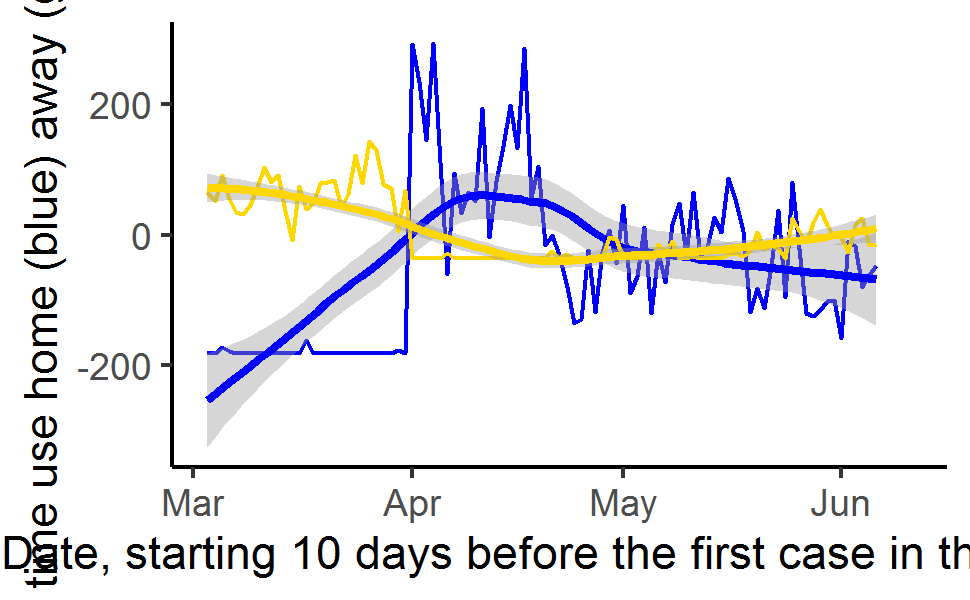 time use home (blue) away (
200
0
-200
Mar Apr May Jun
Date, starting 10 days before the first case in th